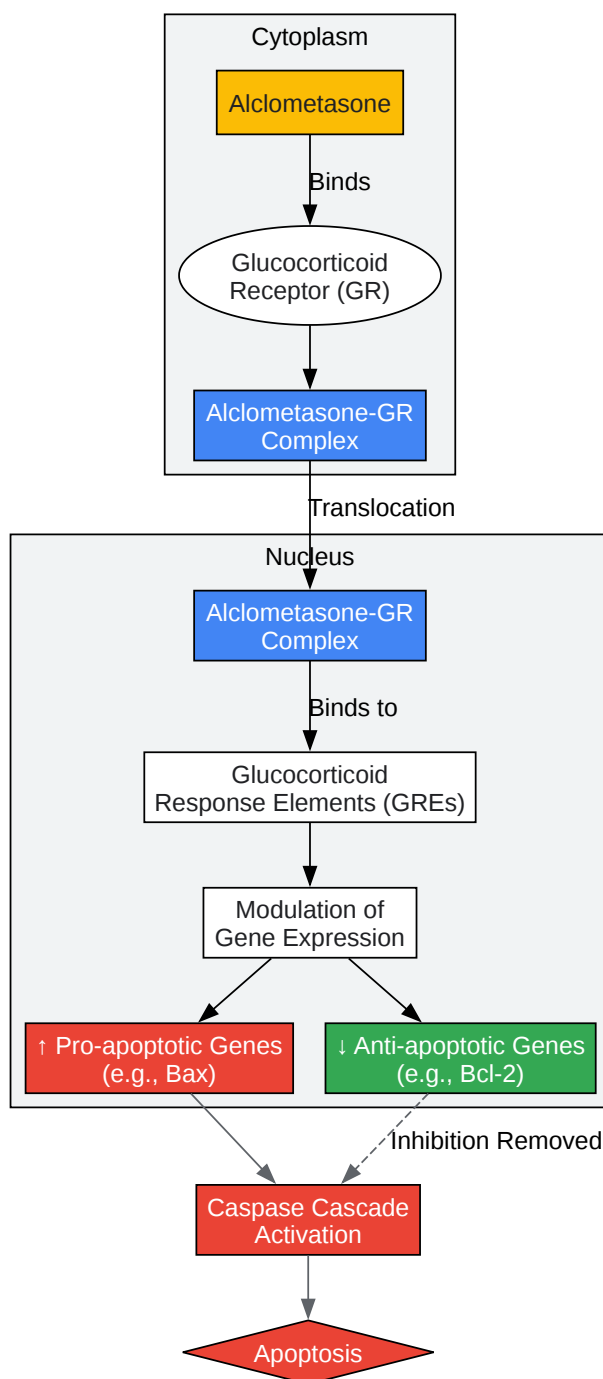 Cytoplasm
Alclometasone
Binds
Glucocorticoid
Receptor (GR)
Alclometasone-GR
Complex
Translocation
Nucleus
Alclometasone-GR
Complex
Binds to
Glucocorticoid
Response Elements (GREs)
Modulation of
Gene Expression
↑ Pro-apoptotic Genes
(e.g., Bax)
↓ Anti-apoptotic Genes
(e.g., Bcl-2)
Inhibition Removed
Caspase Cascade
Activation
Apoptosis